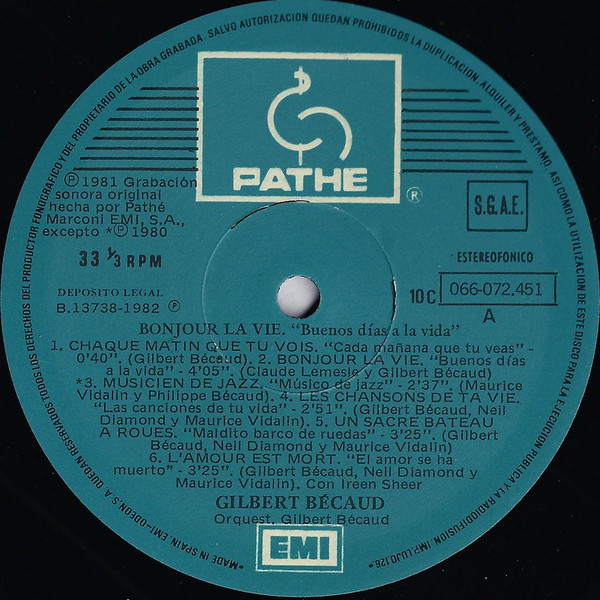 QUEDAN RESERVADOS TODOS LOS DERECHOS DEL PRODUCTOR FONOGRAFICO Y DEL PROPIETARIO DE LA OBRA GRABADA. SALVO AUTORIZACION QUEDAN PROHIBIDOS LA DUPLICACION, ALQUILER Y PRESTAMO, ASI COMO LA UTILIZACION DE ESTE DISCO PARA LA EJECUCION PUBLICA Y LA RADIODIFUSION. IMP. LUJO,126 *
PATHE
®
Ⓟ 1981 Grabación
sonora original
hecha por Pathé
Marconi EMI, S.A.,
excepto *Ⓟ 1980
S.G.A.E.
33 1/3 RPM
ESTEREOFONICO
DEPOSITO LEGAL
B.13738-1982 Ⓟ
10C 066-072.451
A
BONJOUR LA VIE. "Buenos días a la vida"
1. CHAQUE MATIN QUE TU VOIS. "Cada mañana que tu veas" -
0'40". (Gilbert Bécaud). 2. BONJOUR LA VIE. "Buenos días
a la vida" - 4'05". (Claude Lemesle y Gilbert Bécaud)
*3. MUSICIEN DE JAZZ. "Músico de jazz" - 2'37". (Maurice
Vidalin y Philippe Bécaud). 4. LES CHANSONS DE TA VIE.
"Las canciones de tu vida" - 2'51". (Gilbert Bécaud, Neil
Diamond y Maurice Vidalin). 5. UN SACRE BATEAU
A ROUES. "Maldito barco de ruedas" - 3'25". (Gilbert
Bécaud, Neil Diamond y Maurice Vidalin)
6. L'AMOUR EST MORT. "El amor se ha
muerto" - 3'25". (Gilbert Bécaud, Neil Diamond y
Maurice Vidalin), Con Ireen Sheer
GILBERT BÉCAUD
Orquest. Gilbert Bécaud
EMI
*MADE IN SPAIN. EMI-ODEON S.A.